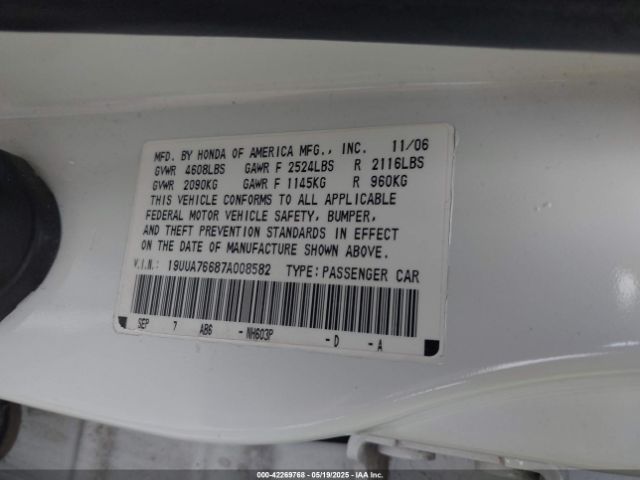 MFD. BY HONDA OF AMERICA MFG., INC. 11/06
GVWR 4608LBS GAWR F 2524LBS R 2116LBS
GVWR 2090KG GAWR F 1145KG R 960KG
THIS VEHICLE CONFORMS TO ALL APPLICABLE
FEDERAL MOTOR VEHICLE SAFETY, BUMPER,
AND THEFT PREVENTION STANDARDS IN EFFECT
ON THE DATE OF MANUFACTURE SHOWN ABOVE.
V.I.N.: 19UUA76687A008582 TYPE: PASSENGER CAR
SEP 7 AB6 -NH603P -D -A
000-42269768 - 05/19/2025 - IAAI.COM